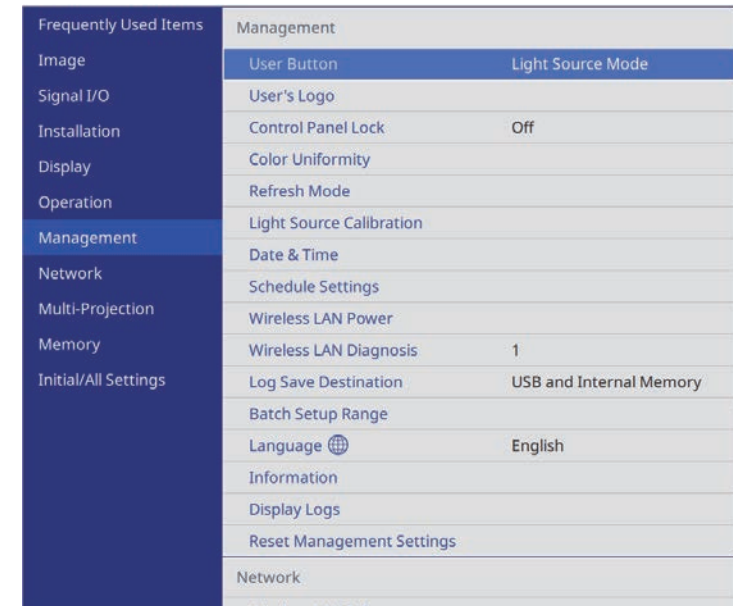 Frequently Used Items
Image
Signal I/O
Installation
Display
Operation
Management
Network
Multi-Projection
Memory
Initial/All Settings
Management
User Button Light Source Mode
User's Logo
Control Panel Lock Off
Color Uniformity
Refresh Mode
Light Source Calibration
Date & Time
Schedule Settings
Wireless LAN Power
Wireless LAN Diagnosis 1
Log Save Destination USB and Internal Memory
Batch Setup Range
Language English
Information
Display Logs
Reset Management Settings
Network